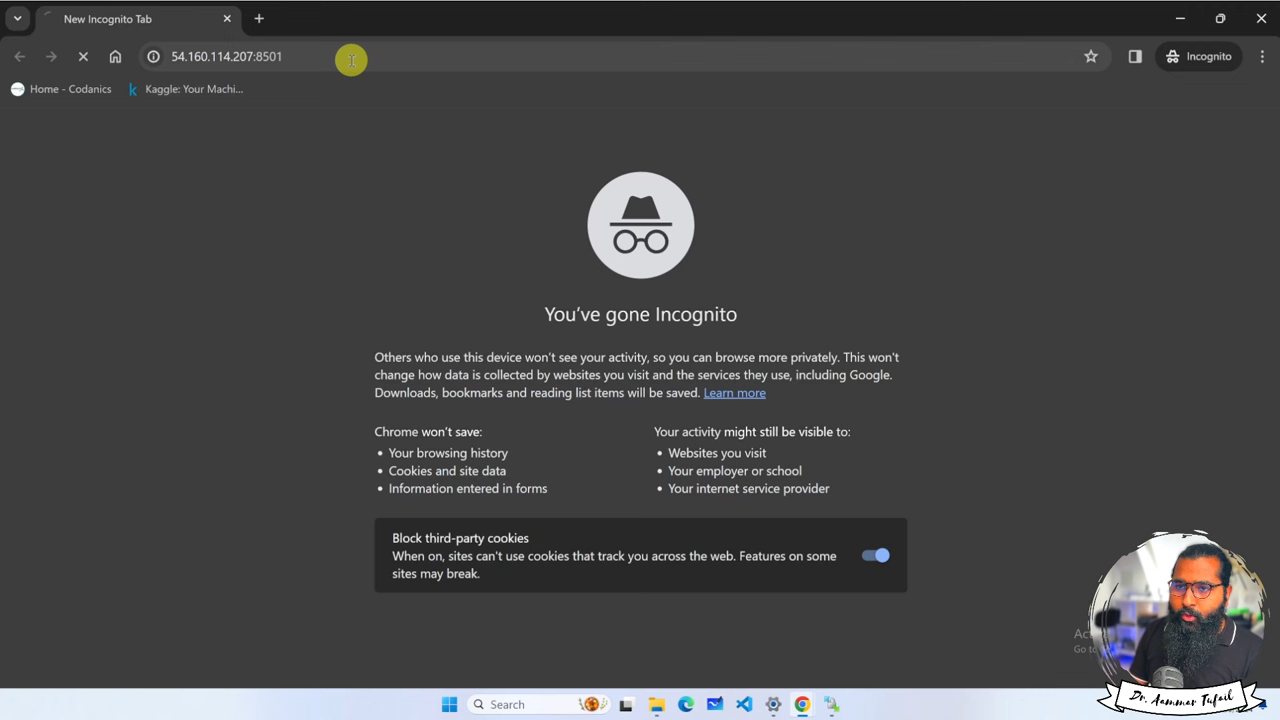 New Incognito Tab
54.160.114.207:8501
Incognito
Home - Codanics
Kaggle: Your Machi...
You've gone Incognito
Others who use this device won't see your activity, so you can browse more privately. This won't
change how data is collected by websites you visit and the services they use, including Google.
Downloads, bookmarks and reading list items will be saved. Learn more
Chrome won't save:
• Your browsing history
• Cookies and site data
• Information entered in forms
Your activity might still be visible to:
• Websites you visit
• Your employer or school
• Your internet service provider
Block third-party cookies
When on, sites can't use cookies that track you across the web. Features on some
sites may break.
Go to
Dr. Aammar Tufail
Search